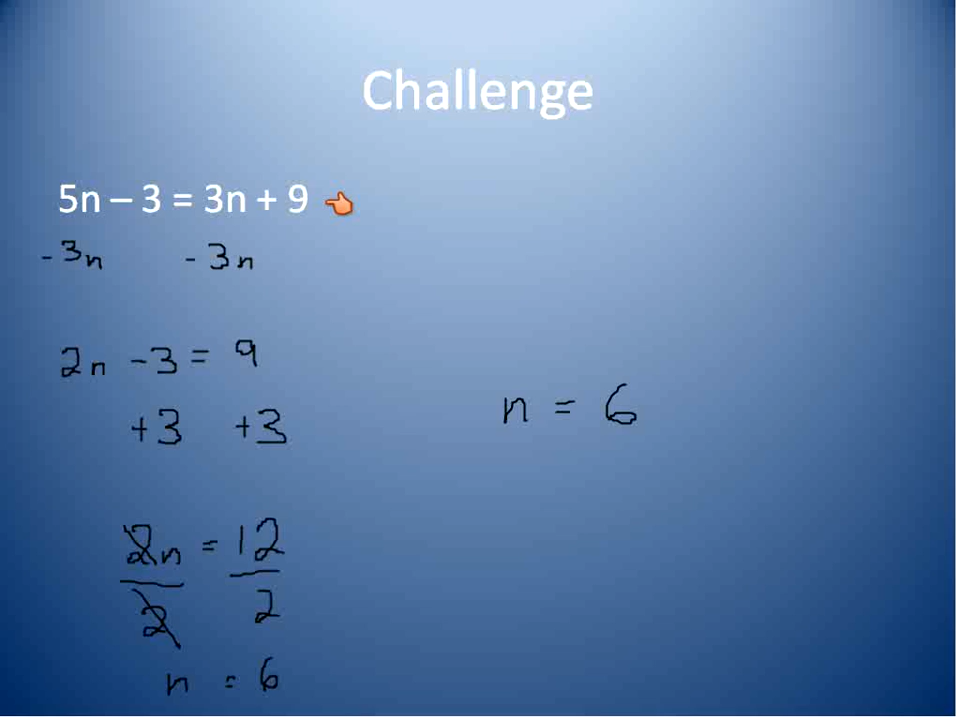 Challenge
5n – 3 = 3n + 9
- 3n - 3n
2n - 3 = 9
+3 +3
2n = 12
2 2
n = 6
n = 6